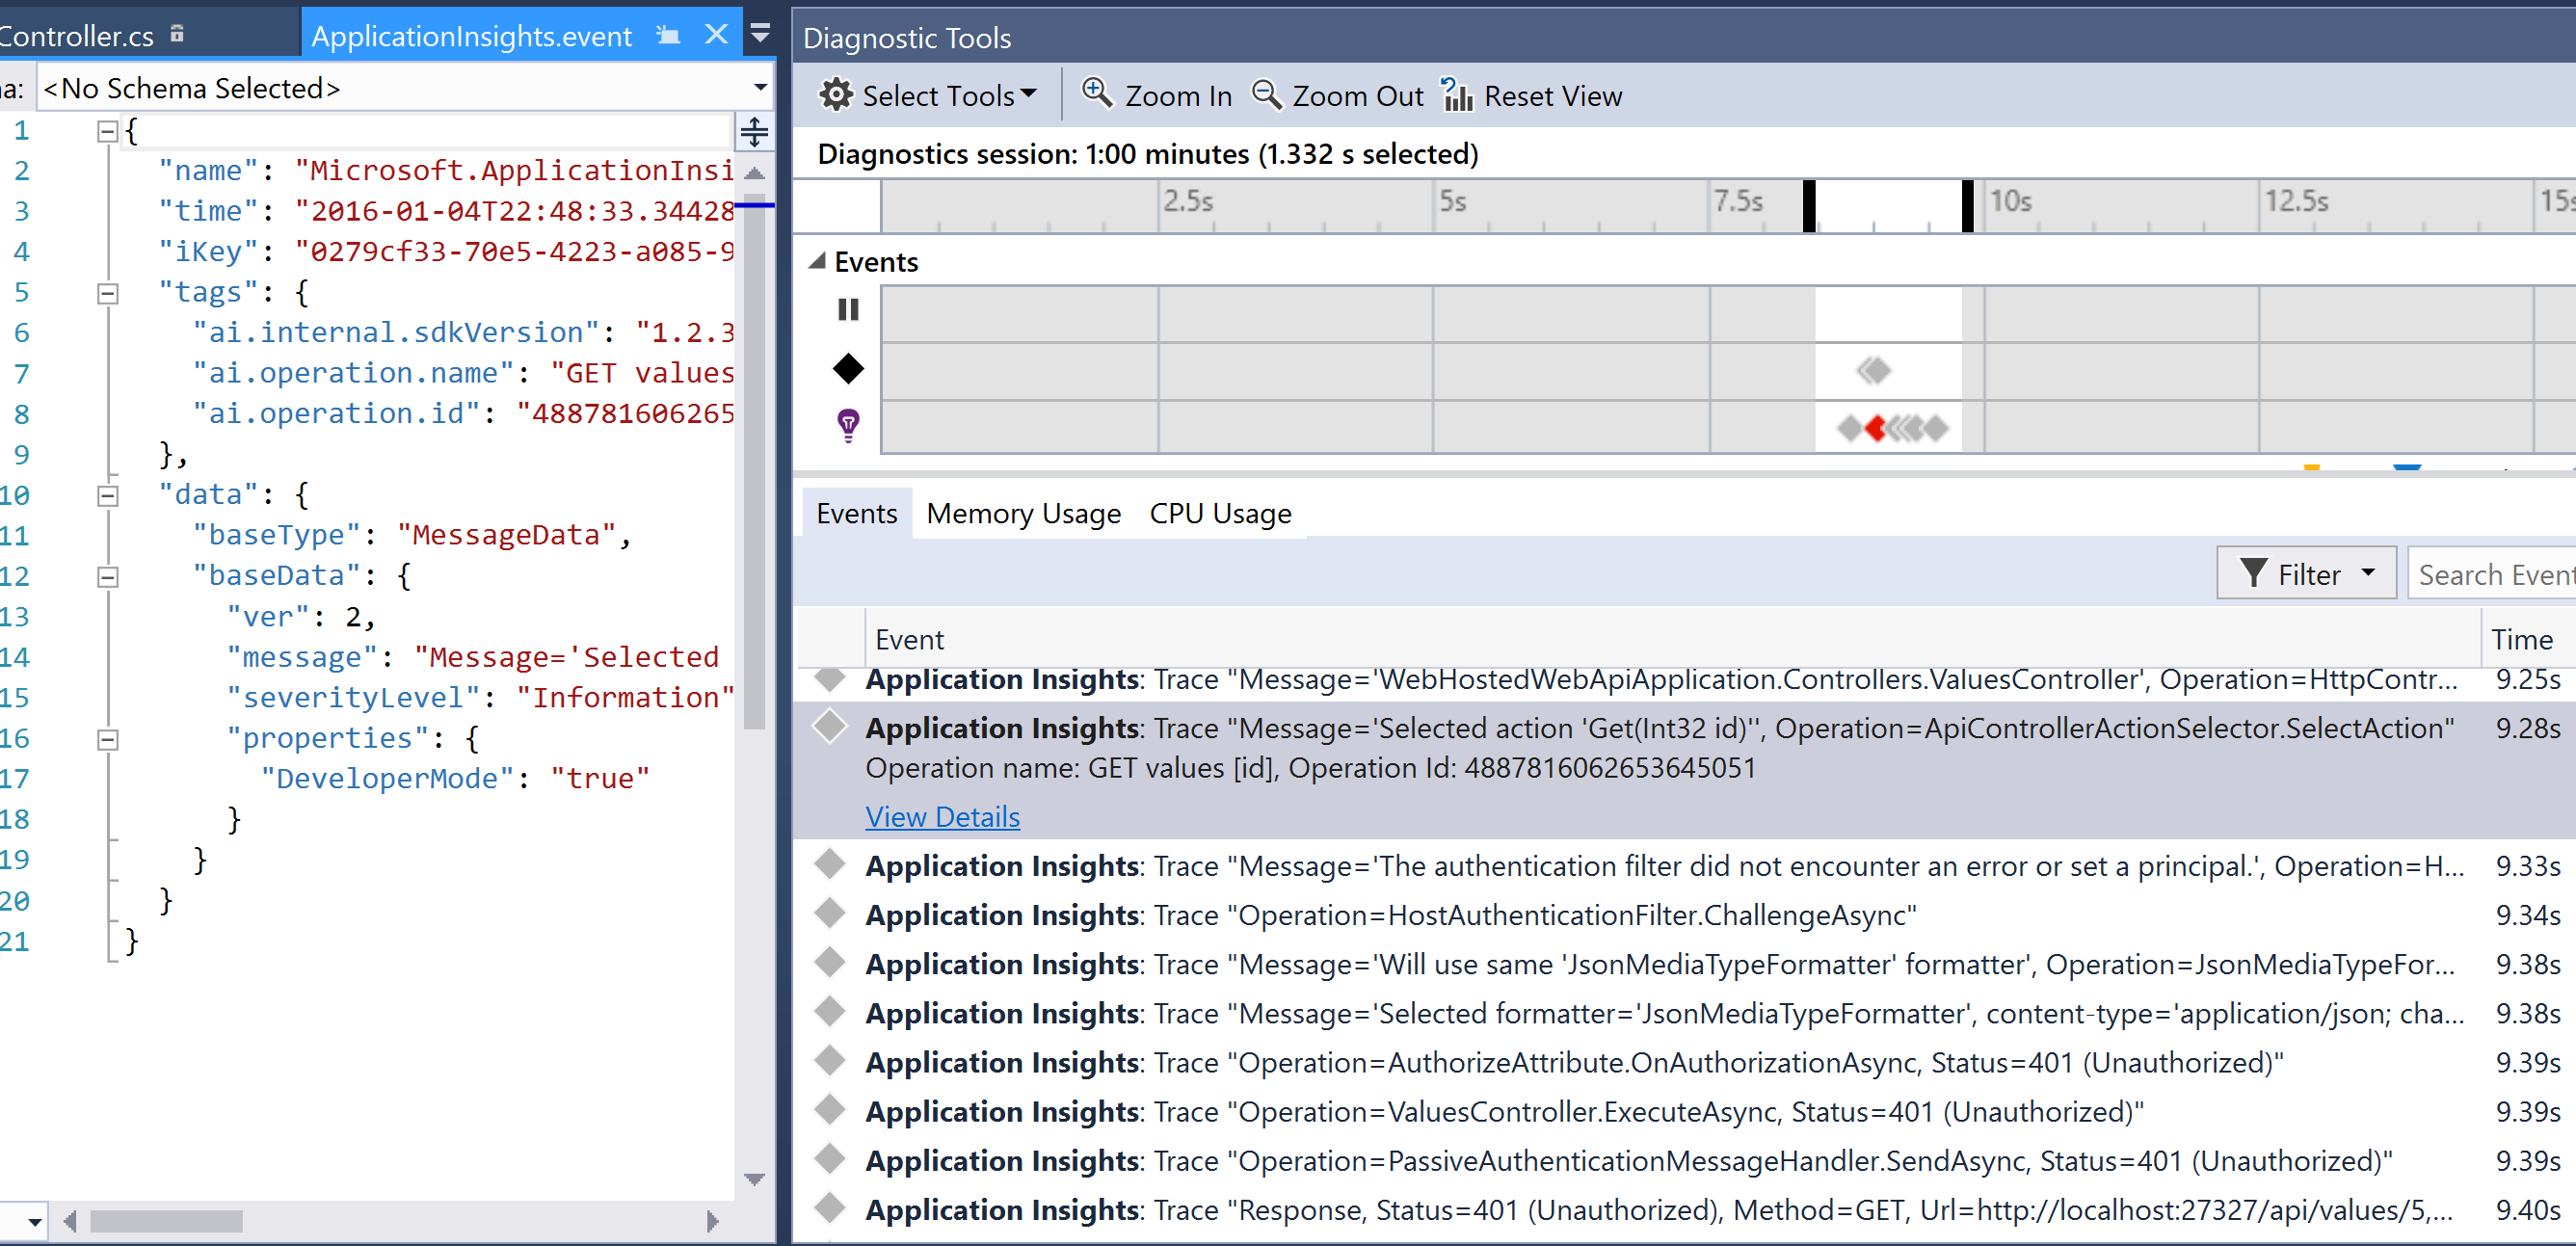 Controller.cs
ApplicationInsights.event
<No Schema Selected>
1 {
2 "name": "Microsoft.ApplicationInsi
3 "time": "2016-01-04T22:48:33.34428
4 "iKey": "0279cf33-70e5-4223-a085-9
5 "tags": {
6 "ai.internal.sdkVersion": "1.2.3
7 "ai.operation.name": "GET values
8 "ai.operation.id": "488781606265
9 },
10 "data": {
11 "baseType": "MessageData",
12 "baseData": {
13 "ver": 2,
14 "message": "Message='Selected
15 "severityLevel": "Information"
16 "properties": {
17 "DeveloperMode": "true"
18 }
19 }
20 }
21 }
Diagnostic Tools
Select Tools Zoom In Zoom Out Reset View
Diagnostics session: 1:00 minutes (1.332 s selected)
2.5s 5s 7.5s 10s 12.5s 15s
Events
Events Memory Usage CPU Usage
Filter Search Event
Event Time
Application Insights: Trace "Message='WebHostedWebApiApplication.Controllers.ValuesController', Operation=HttpContr... 9.25s
Application Insights: Trace "Message='Selected action 'Get(Int32 id)'', Operation=ApiControllerActionSelector.SelectAction" 9.28s
Operation name: GET values [id], Operation Id: 4887816062653645051
View Details
Application Insights: Trace "Message='The authentication filter did not encounter an error or set a principal.', Operation=H... 9.33s
Application Insights: Trace "Operation=HostAuthenticationFilter.ChallengeAsync" 9.34s
Application Insights: Trace "Message='Will use same 'JsonMediaTypeFormatter' formatter', Operation=JsonMediaTypeFor... 9.38s
Application Insights: Trace "Message='Selected formatter='JsonMediaTypeFormatter', content-type='application/json; cha... 9.38s
Application Insights: Trace "Operation=AuthorizeAttribute.OnAuthorizationAsync, Status=401 (Unauthorized)" 9.39s
Application Insights: Trace "Operation=ValuesController.ExecuteAsync, Status=401 (Unauthorized)" 9.39s
Application Insights: Trace "Operation=PassiveAuthenticationMessageHandler.SendAsync, Status=401 (Unauthorized)" 9.39s
Application Insights: Trace "Response, Status=401 (Unauthorized), Method=GET, Url=http://localhost:27327/api/values/5,... 9.40s